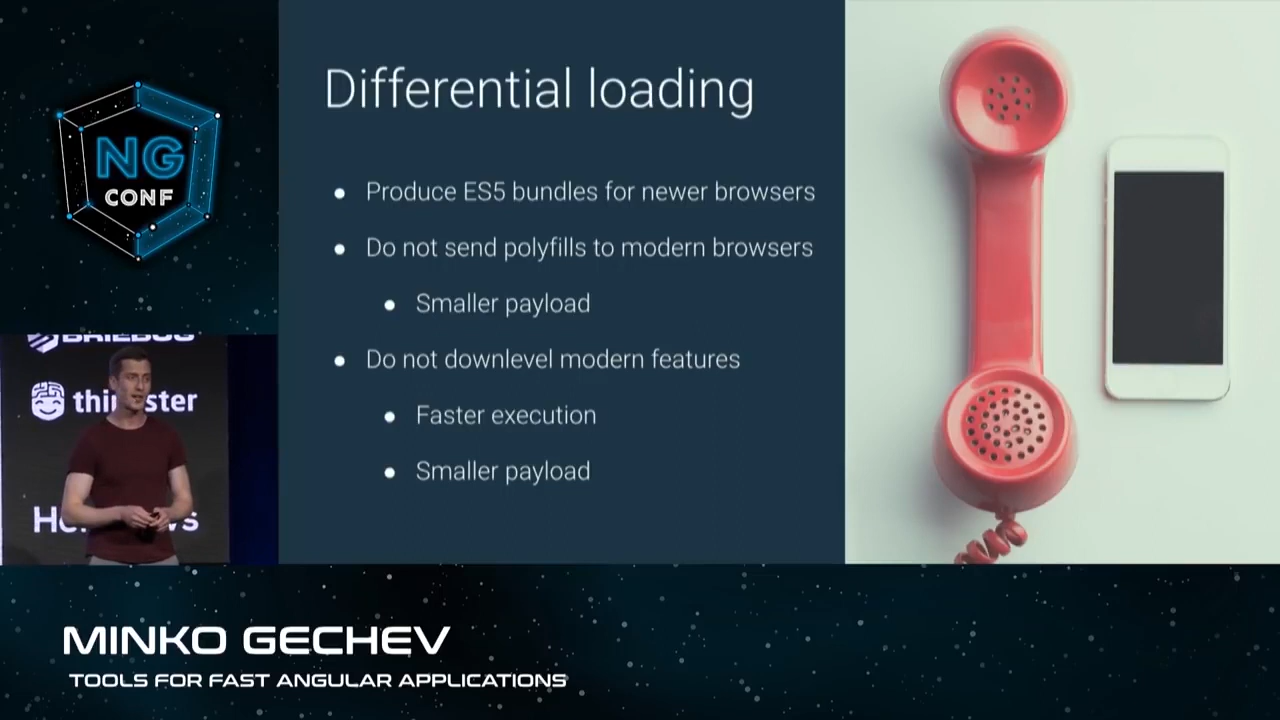 NG
CONF
Differential loading
Produce ES5 bundles for newer browsers
Do not send polyfills to modern browsers
Smaller payload
Do not downlevel modern features
Faster execution
Smaller payload
MINKO GECHEV
TOOLS FOR FAST ANGULAR APPLICATIONS